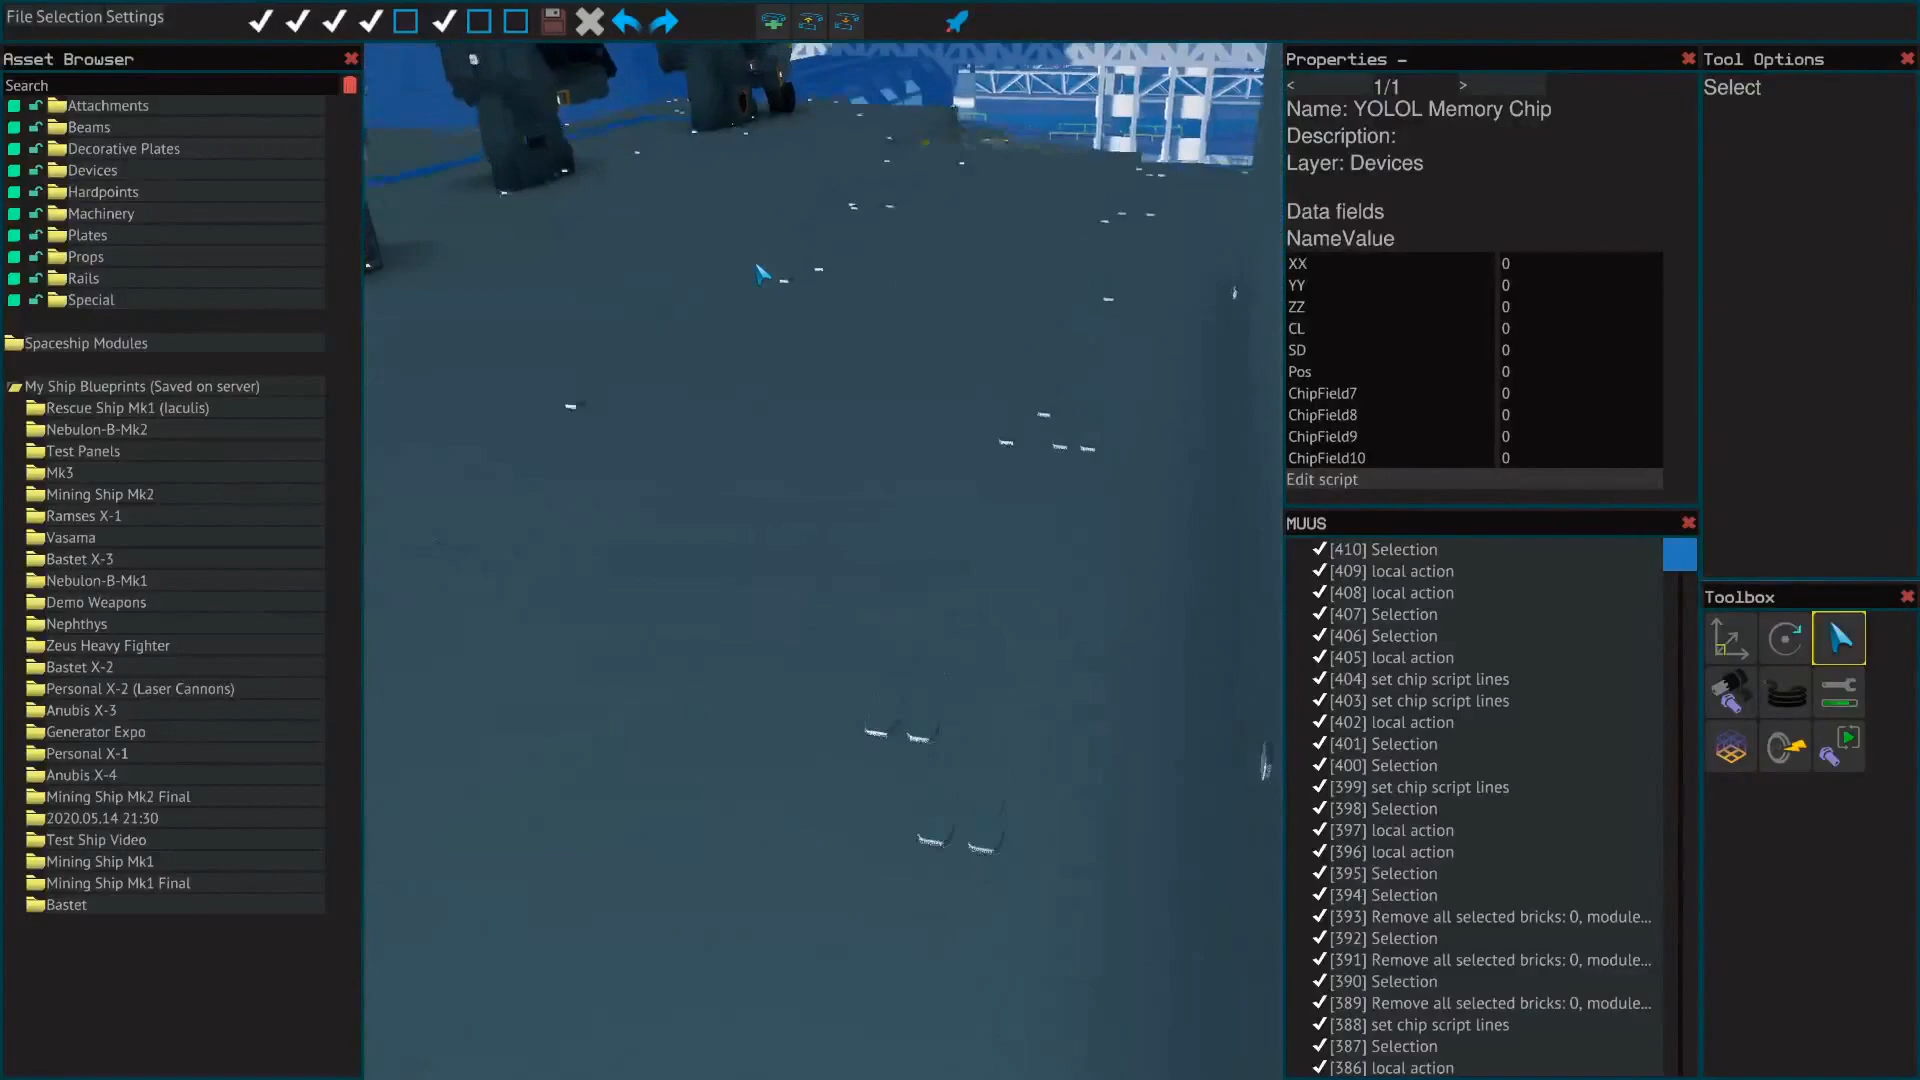 File Selection Settings
Asset Browser
Search
Attachments
Beams
Decorative Plates
Devices
Hardpoints
Machinery
Plates
Props
Rails
Special
Spaceship Modules
My Ship Blueprints (Saved on server)
Rescue Ship Mk1 (Iaculis)
Nebulon-B-Mk2
Test Panels
Mk3
Mining Ship Mk2
Ramses X-1
Vasama
Bastet X-3
Nebulon-B-Mk1
Demo Weapons
Nephthys
Zeus Heavy Fighter
Bastet X-2
Personal X-2 (Laser Cannons)
Anubis X-3
Generator Expo
Personal X-1
Anubis X-4
Mining Ship Mk2 Final
2020.05.14 21:30
Test Ship Video
Mining Ship Mk1
Mining Ship Mk1 Final
Bastet
Properties -
< 1/1 >
Name: YOLOL Memory Chip
Description:
Layer: Devices
Data fields
NameValue
XX 0
YY 0
ZZ 0
CL 0
SD 0
Pos 0
ChipField7 0
ChipField8 0
ChipField9 0
ChipField10 0
Edit script
MUUS
[410] Selection
[409] local action
[408] local action
[407] Selection
[406] Selection
[405] local action
[404] set chip script lines
[403] set chip script lines
[402] local action
[401] Selection
[400] Selection
[399] set chip script lines
[398] Selection
[397] local action
[396] local action
[395] Selection
[394] Selection
[393] Remove all selected bricks: 0, module...
[392] Selection
[391] Remove all selected bricks: 0, module...
[390] Selection
[389] Remove all selected bricks: 0, module...
[388] set chip script lines
[387] Selection
[386] local action
Tool Options
Select
Toolbox